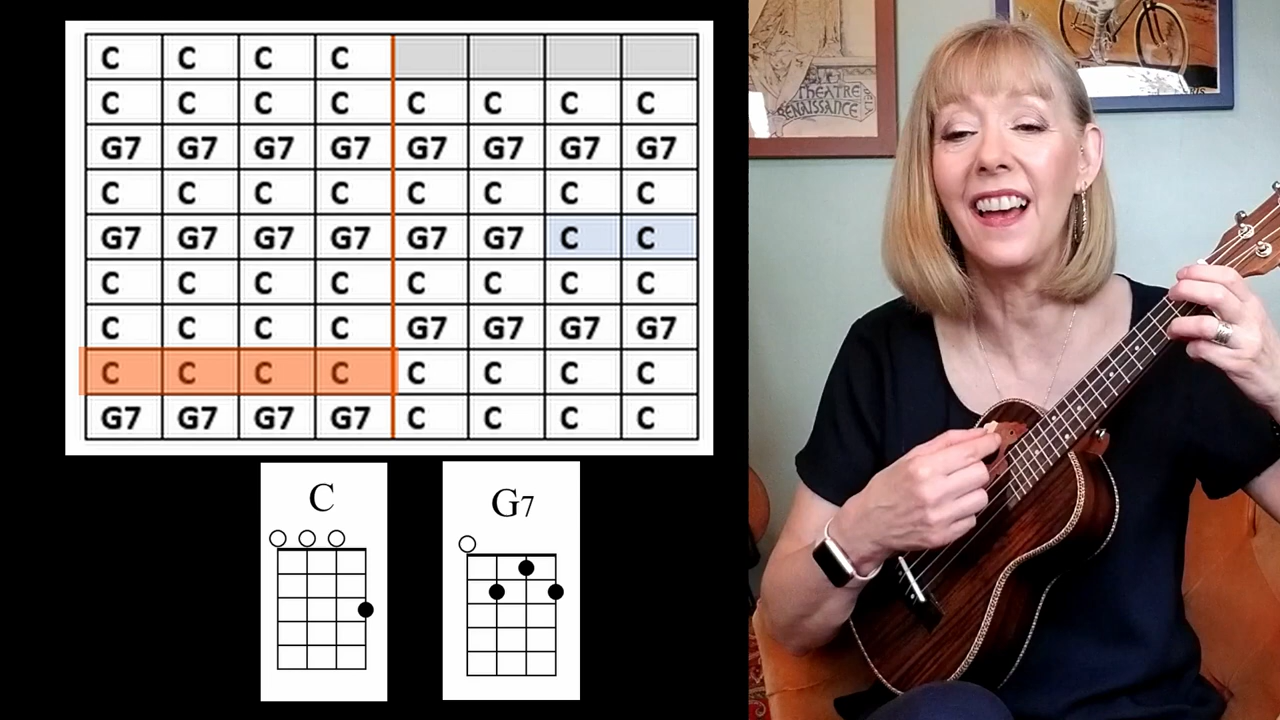 C C C C
C C C C C C C C
G7 G7 G7 G7 G7 G7 G7 G7
C C C C C C C C
G7 G7 G7 G7 G7 G7 C C
C C C C C C C C
C C C C G7 G7 G7 G7
C C C C C C C C
G7 G7 G7 G7 C C C C
C G7
THEATRE
RENAISSANCE